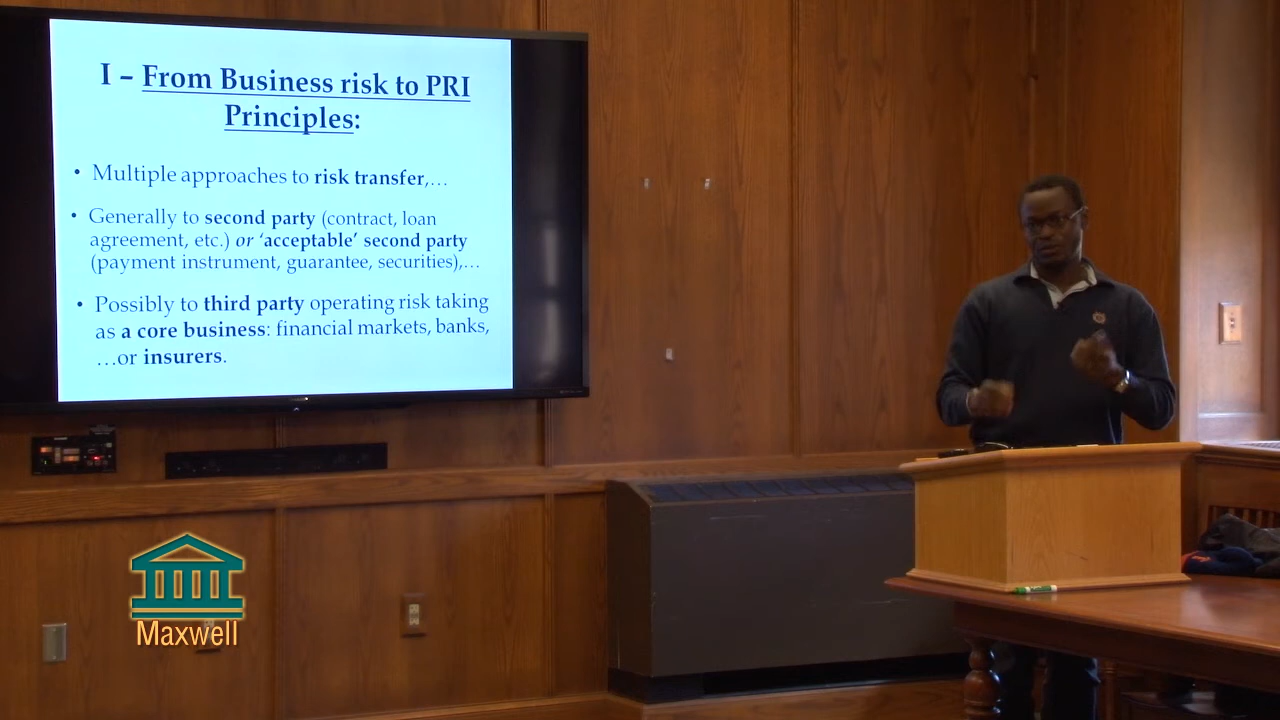 I – From Business risk to PRI
Principles:
• Multiple approaches to risk transfer,…
• Generally to second party (contract, loan
agreement, etc.) or ‘acceptable’ second party
(payment instrument, guarantee, securities),…
• Possibly to third party operating risk taking
as a core business: financial markets, banks,
…or insurers.
Maxwell